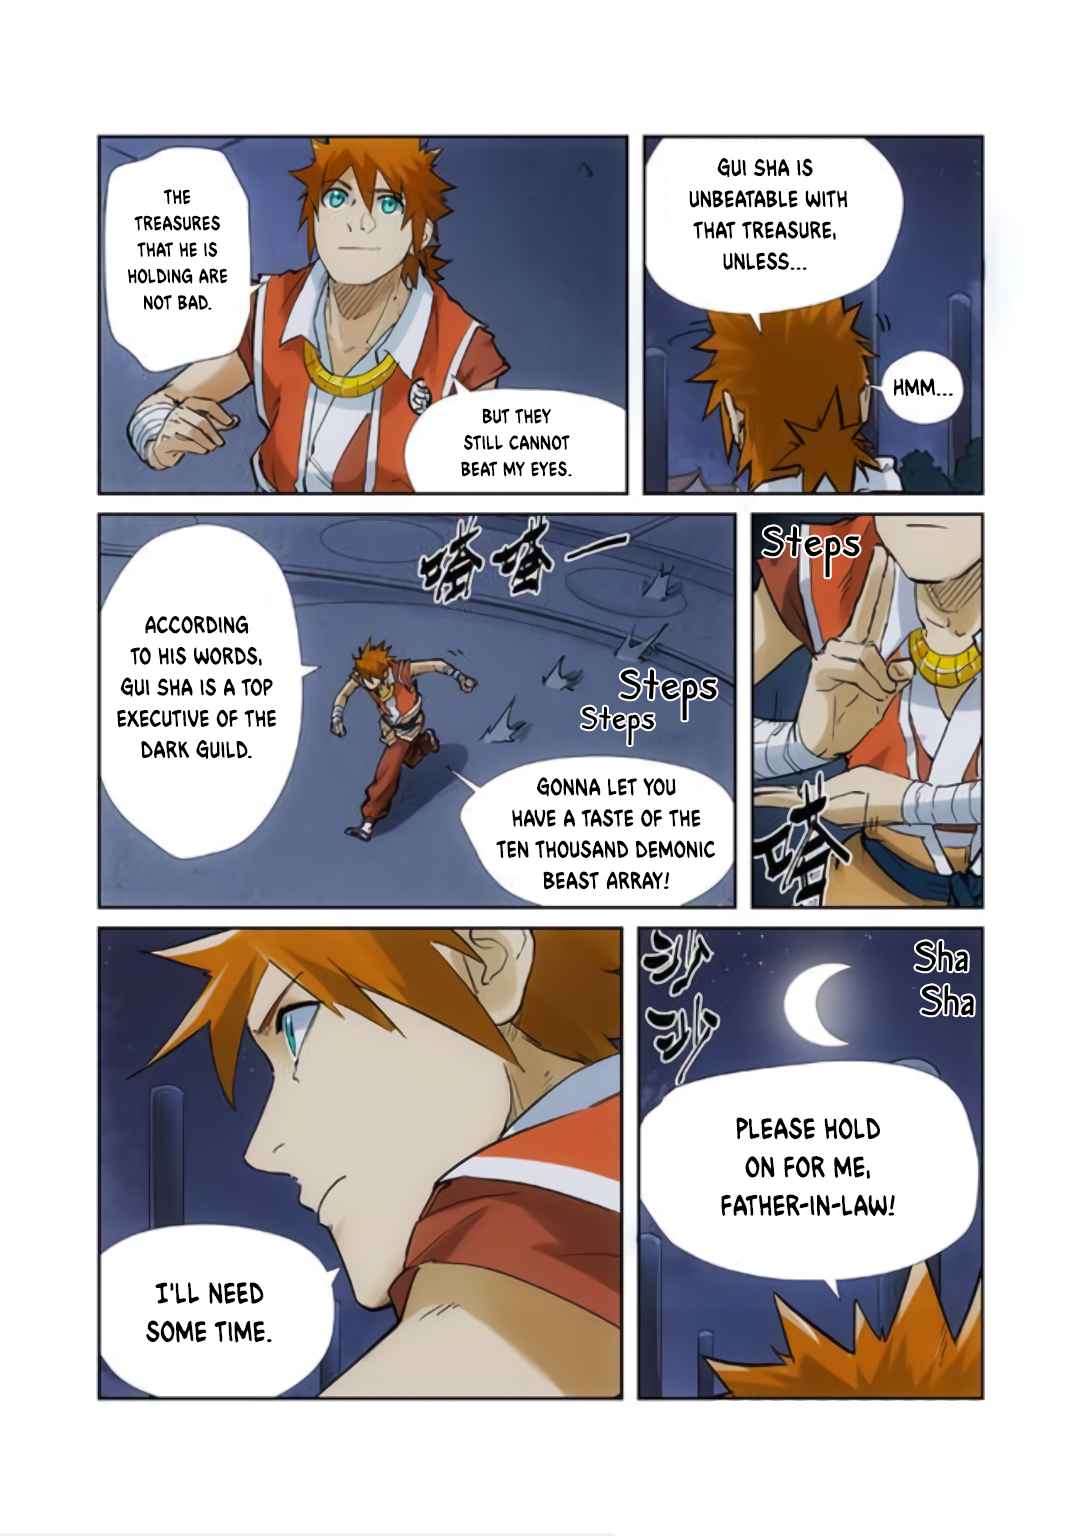 THE
TREASURES
THAT HE IS
HOLDING ARE
NOT BAD.
BUT THEY
STILL CANNOT
BEAT MY EYES.
GUI SHA IS
UNBEATABLE WITH
THAT TREASURE,
UNLESS...
HMM...
ACCORDING
TO HIS WORDS,
GUI SHA IS A TOP
EXECUTIVE OF THE
DARK GUILD.
嗒嗒一
Steps
Steps
GONNA LET YOU
HAVE A TASTE OF THE
TEN THOUSAND DEMONIC
BEAST ARRAY!
Steps
嗒
I'LL NEED
SOME TIME.
沙
沙
Sha
Sha
PLEASE HOLD
ON FOR ME,
FATHER-IN-LAW!